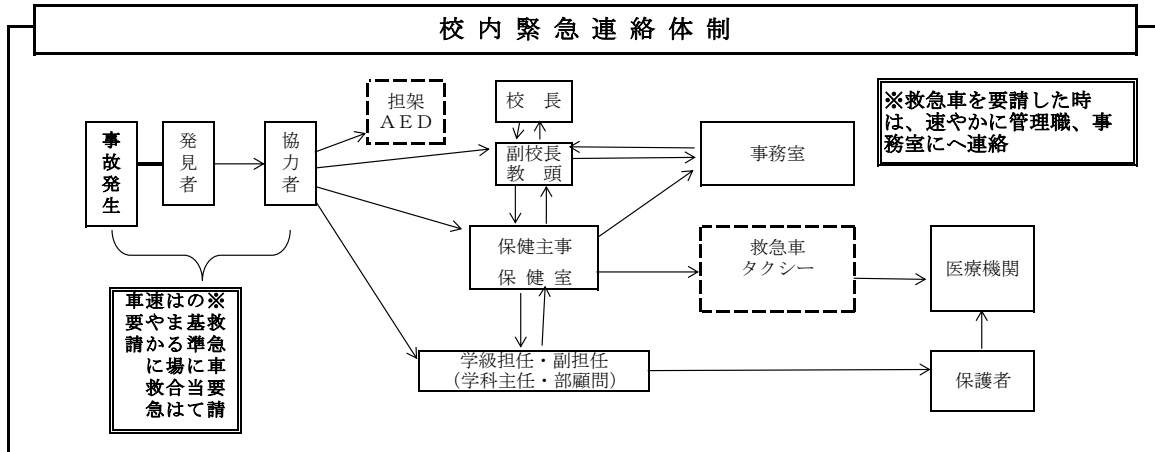 校内緊急連絡体制
担架
ＡＥＤ
校　長
※救急車を要請した時
は、速やかに管理職、事
務室にへ連絡
事故発生
発見者
協力者
副校長
教　頭
事務室
保健主事
保 健 室
救急車
タクシー
医療機関
※救急車要請
の基準に当て
はまる場合は
速やかに救急
車要請
学級担任・副担任
（学科主任・部顧問）
保護者